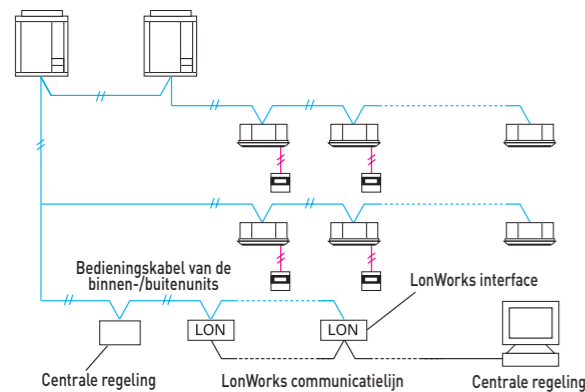 Bedieningskabel van de
binnen-/buitenunits
LonWorks interface
LON
LON
Centrale regeling
LonWorks communicatielijn
Centrale regeling